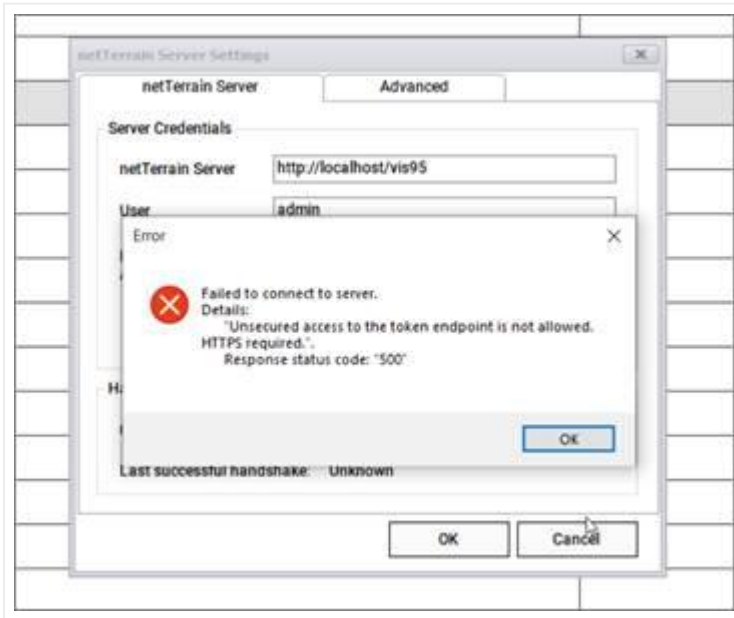 netTerrain Server Settings
netTerrain Server
Advanced
Server Credentials
netTerrain Server
http://localhost/vis95
User
admin
Error
Failed to connect to server.
Details:
"Unsecured access to the token endpoint is not allowed.
HTTPS required.".
Response status code: "500"
OK
Last successful handshake: Unknown
OK
Cancel